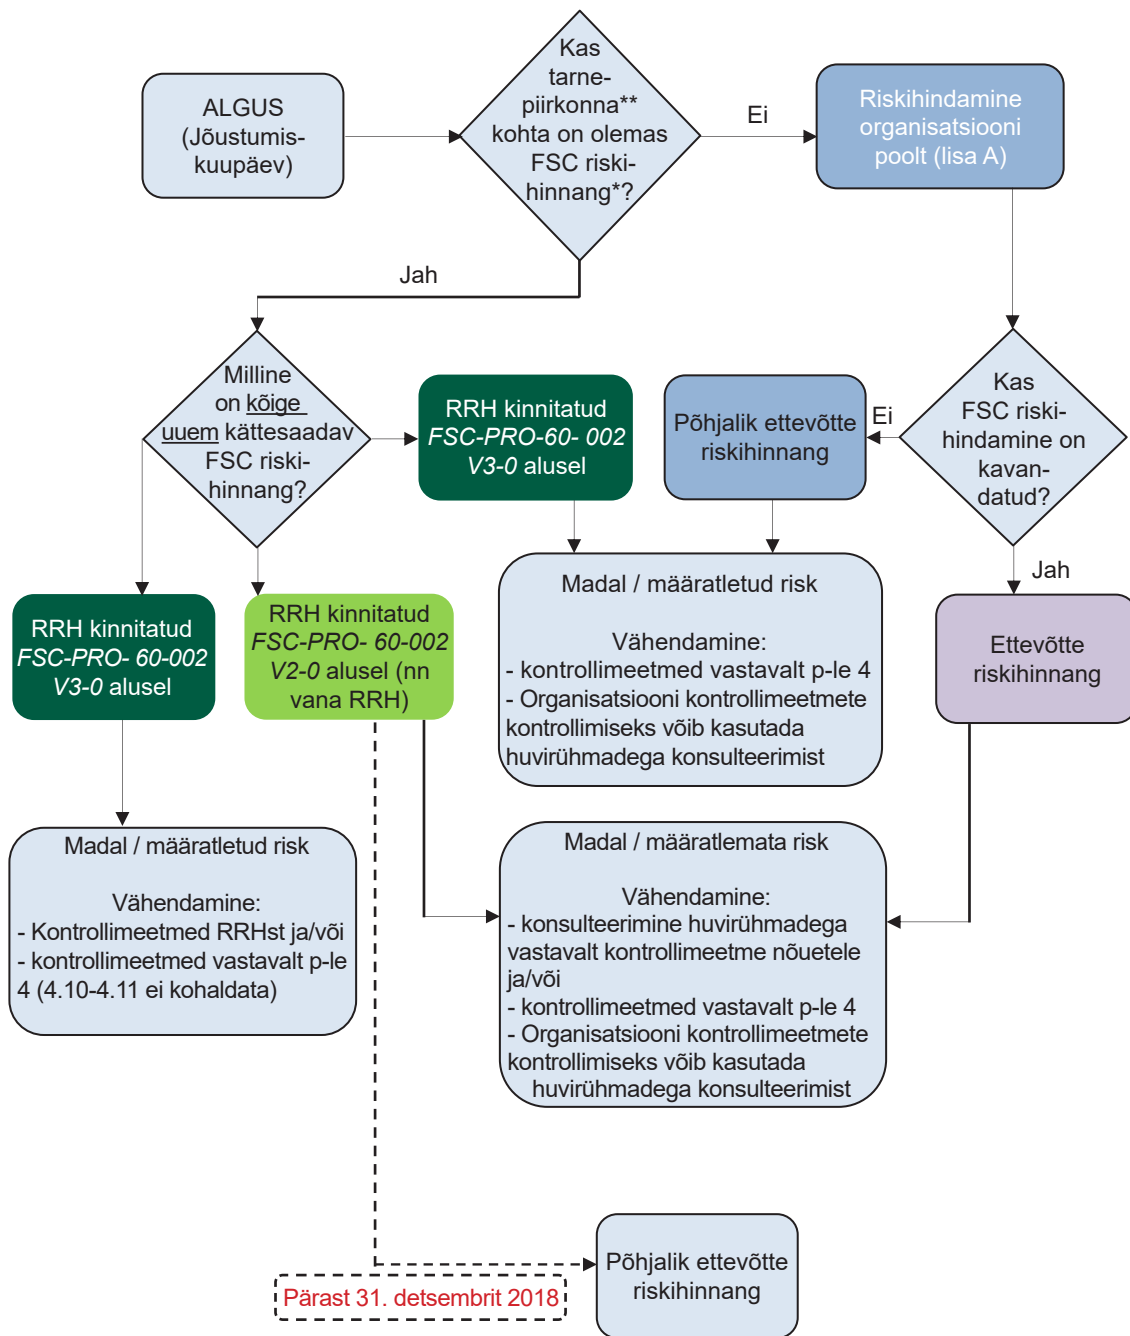 ALGUS
(Jõustumis-
kuupäev)
Kas
tarne-
piirkonna**
kohta on olemas
FSC riski-
hinnang*?
Ei
Riskihindamine
organisatsiooni
poolt (lisa A)
Jah
Milline
on kõige
uuem kättesaadav
FSC riski-
hinnang?
RRH kinnitatud
FSC-PRO-60- 002
V3-0 alusel
Põhjalik ettevõtte
riskihinnang
Ei
Kas
FSC riski-
hindamine on
kavan-
datud?
Jah
RRH kinnitatud
FSC-PRO- 60-002
V3-0 alusel
RRH kinnitatud
FSC-PRO- 60-002
V2-0 alusel (nn
vana RRH)
Madal / määratletud risk
Vähendamine:
- kontrollimeetmed vastavalt p-le 4
- Organisatsiooni kontrollimeetmete
kontrollimiseks võib kasutada
huvirühmadega konsulteerimist
Ettevõtte
riskihinnang
Madal / määratletud risk
Vähendamine:
- Kontrollimeetmed RRHst ja/või
- kontrollimeetmed vastavalt p-le
4 (4.10-4.11 ei kohaldata)
Madal / määratlemata risk
Vähendamine:
- konsulteerimine huvirühmadega
vastavalt kontrollimeetme nõuetele
ja/või
- kontrollimeetmed vastavalt p-le 4
- Organisatsiooni kontrollimeetmete
kontrollimiseks võib kasutada
huvirühmadega konsulteerimist
Pärast 31. detsembrit 2018
Põhjalik ettevõtte
riskihinnang